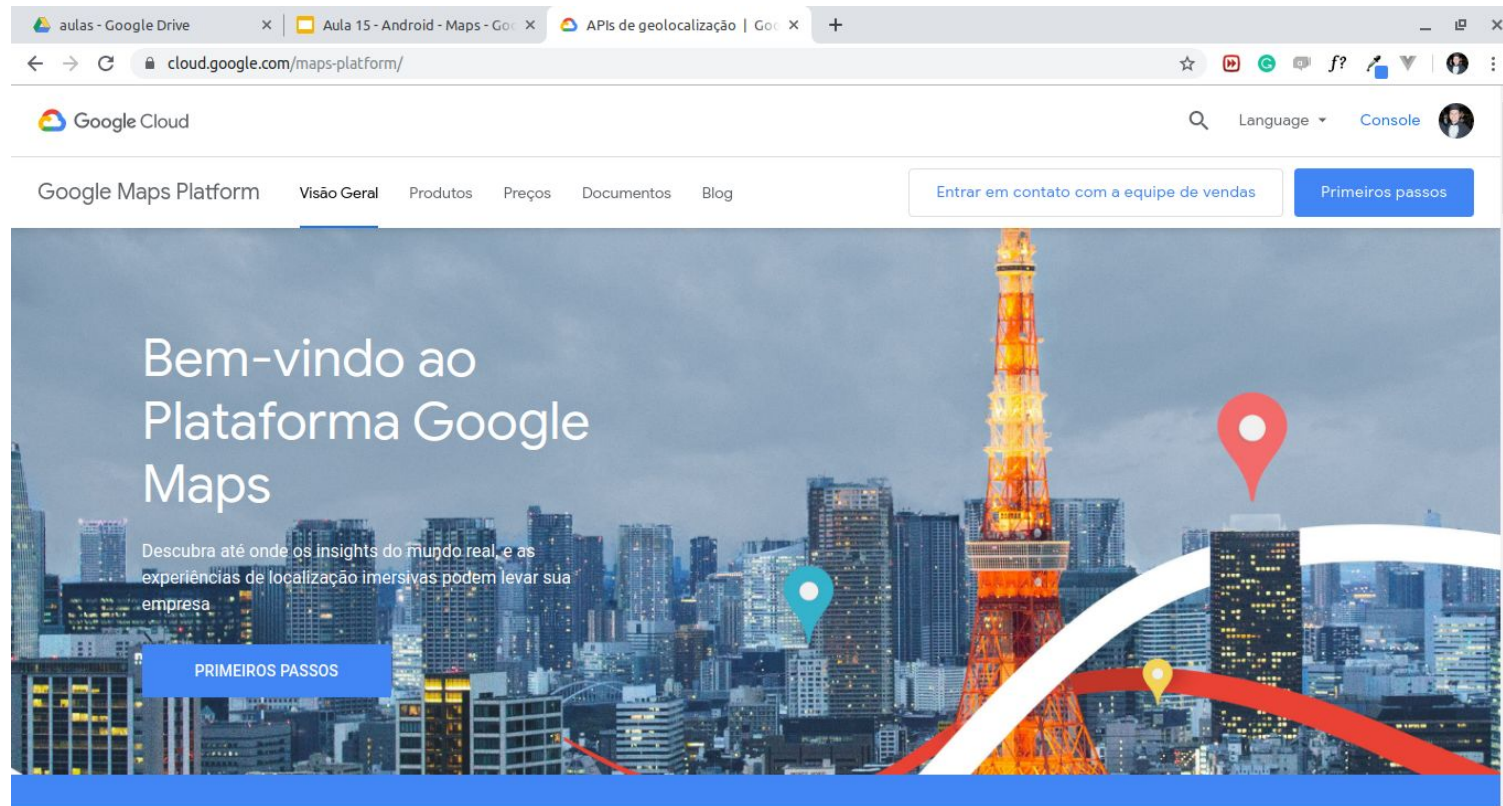 aulas - Google Drive
Aula 15 - Android - Maps - Goo
APIs de geolocalização | Goo
cloud.google.com/maps-platform/
f?
Google Cloud
Language
Console
Google Maps Platform
Visão Geral
Produtos
Preços
Documentos
Blog
Entrar em contato com a equipe de vendas
Primeiros passos
Bem-vindo ao
Plataforma Google
Maps
Descubra até onde os insights do mundo real, e as
experiências de localização imersivas podem levar sua
empresa
PRIMEIROS PASSOS